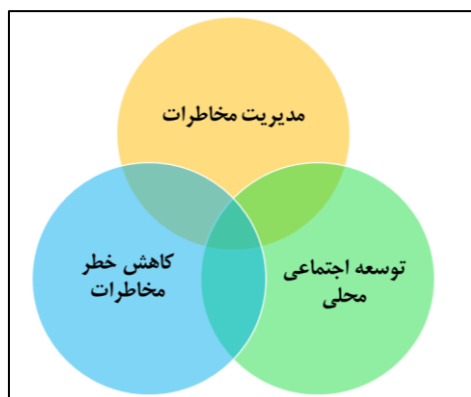 مدیریت مخاطرات
کاهش خطر
مخاطرات
توسعه اجتماعی
محلی